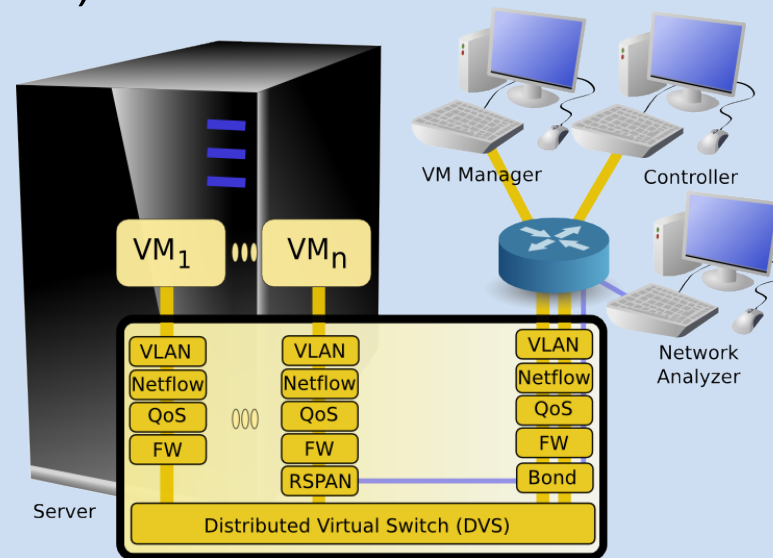 VM Manager
Controller
VM1
VMn
Network
Analyzer
VLAN
Netflow
QoS
FW
VLAN
Netflow
QoS
FW
RSPAN
VLAN
Netflow
QoS
FW
Bond
Server
Distributed Virtual Switch (DVS)